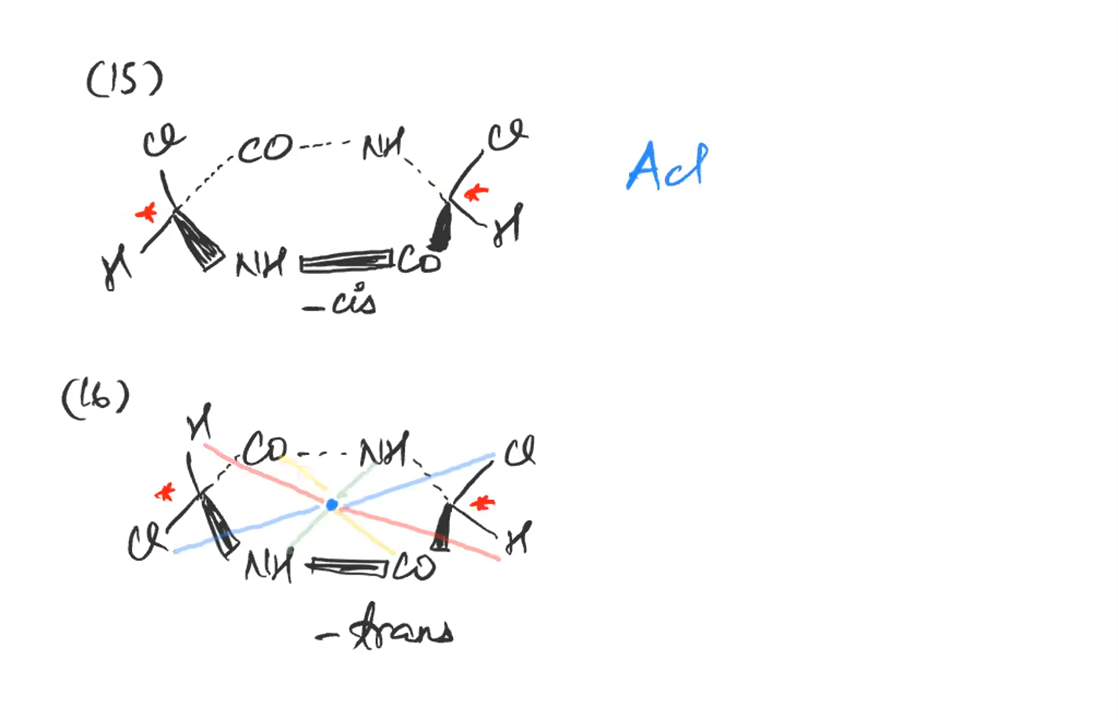 (15)
Cl CO NH Cl
H NH CO H
-cis
Acl
(16)
H CO NH Cl
Cl NH CO H
-trans